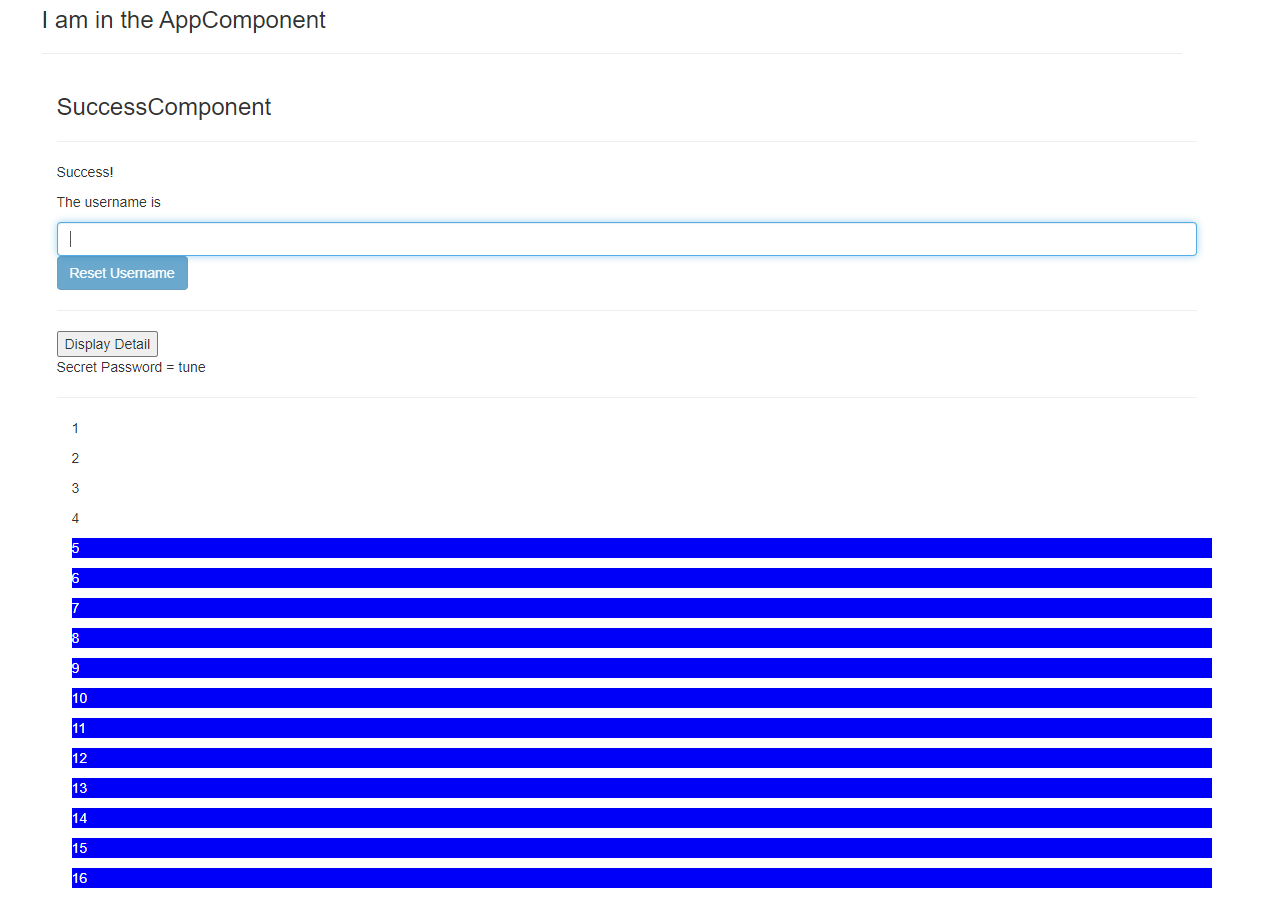 I am in the AppComponent
SuccessComponent
Success!
The username is
Reset Username
Display Detail
Secret Password = tune
1
2
3
4
5
6
7
8
9
10
11
12
13
14
15
16